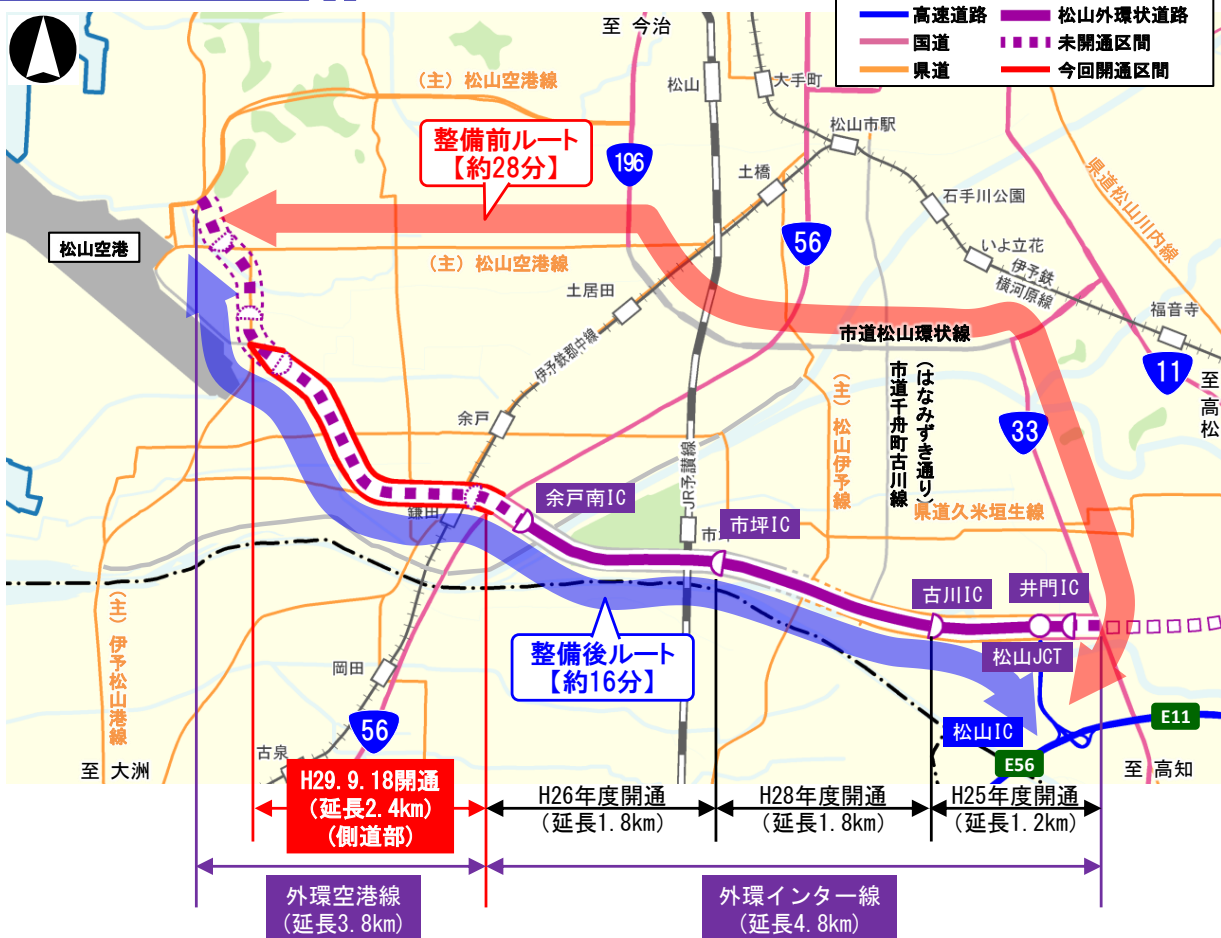 高速道路
国道
県道
松山外環状道路
未開通区間
今回開通区間
至 今治
(主) 松山空港線
松山
大手町
松山市駅
整備前ルート
【約28分】
196
土橋
石手川公園
県道松山川内線
56
いよ立花
松山空港
(主) 松山空港線
伊予鉄
横河原線
土居田
福音寺
市道松山環状線
伊予鉄郡中線
11
至 高松
(主) 松山伊予線
(はなみずき通り)
市道千舟町古川線
33
余戸
JR予讃線
余戸南IC
県道久米垣生線
鎌田
市坪
市坪IC
古川IC
井門IC
(主) 伊予松山港線
整備後ルート
【約16分】
松山JCT
岡田
56
松山IC
E11
E56
古泉
至 大洲
至 高知
H29.9.18開通
(延長2.4km)
(側道部)
H26年度開通
(延長1.8km)
H28年度開通
(延長1.8km)
H25年度開通
(延長1.2km)
外環空港線
(延長3.8km)
外環インター線
(延長4.8km)